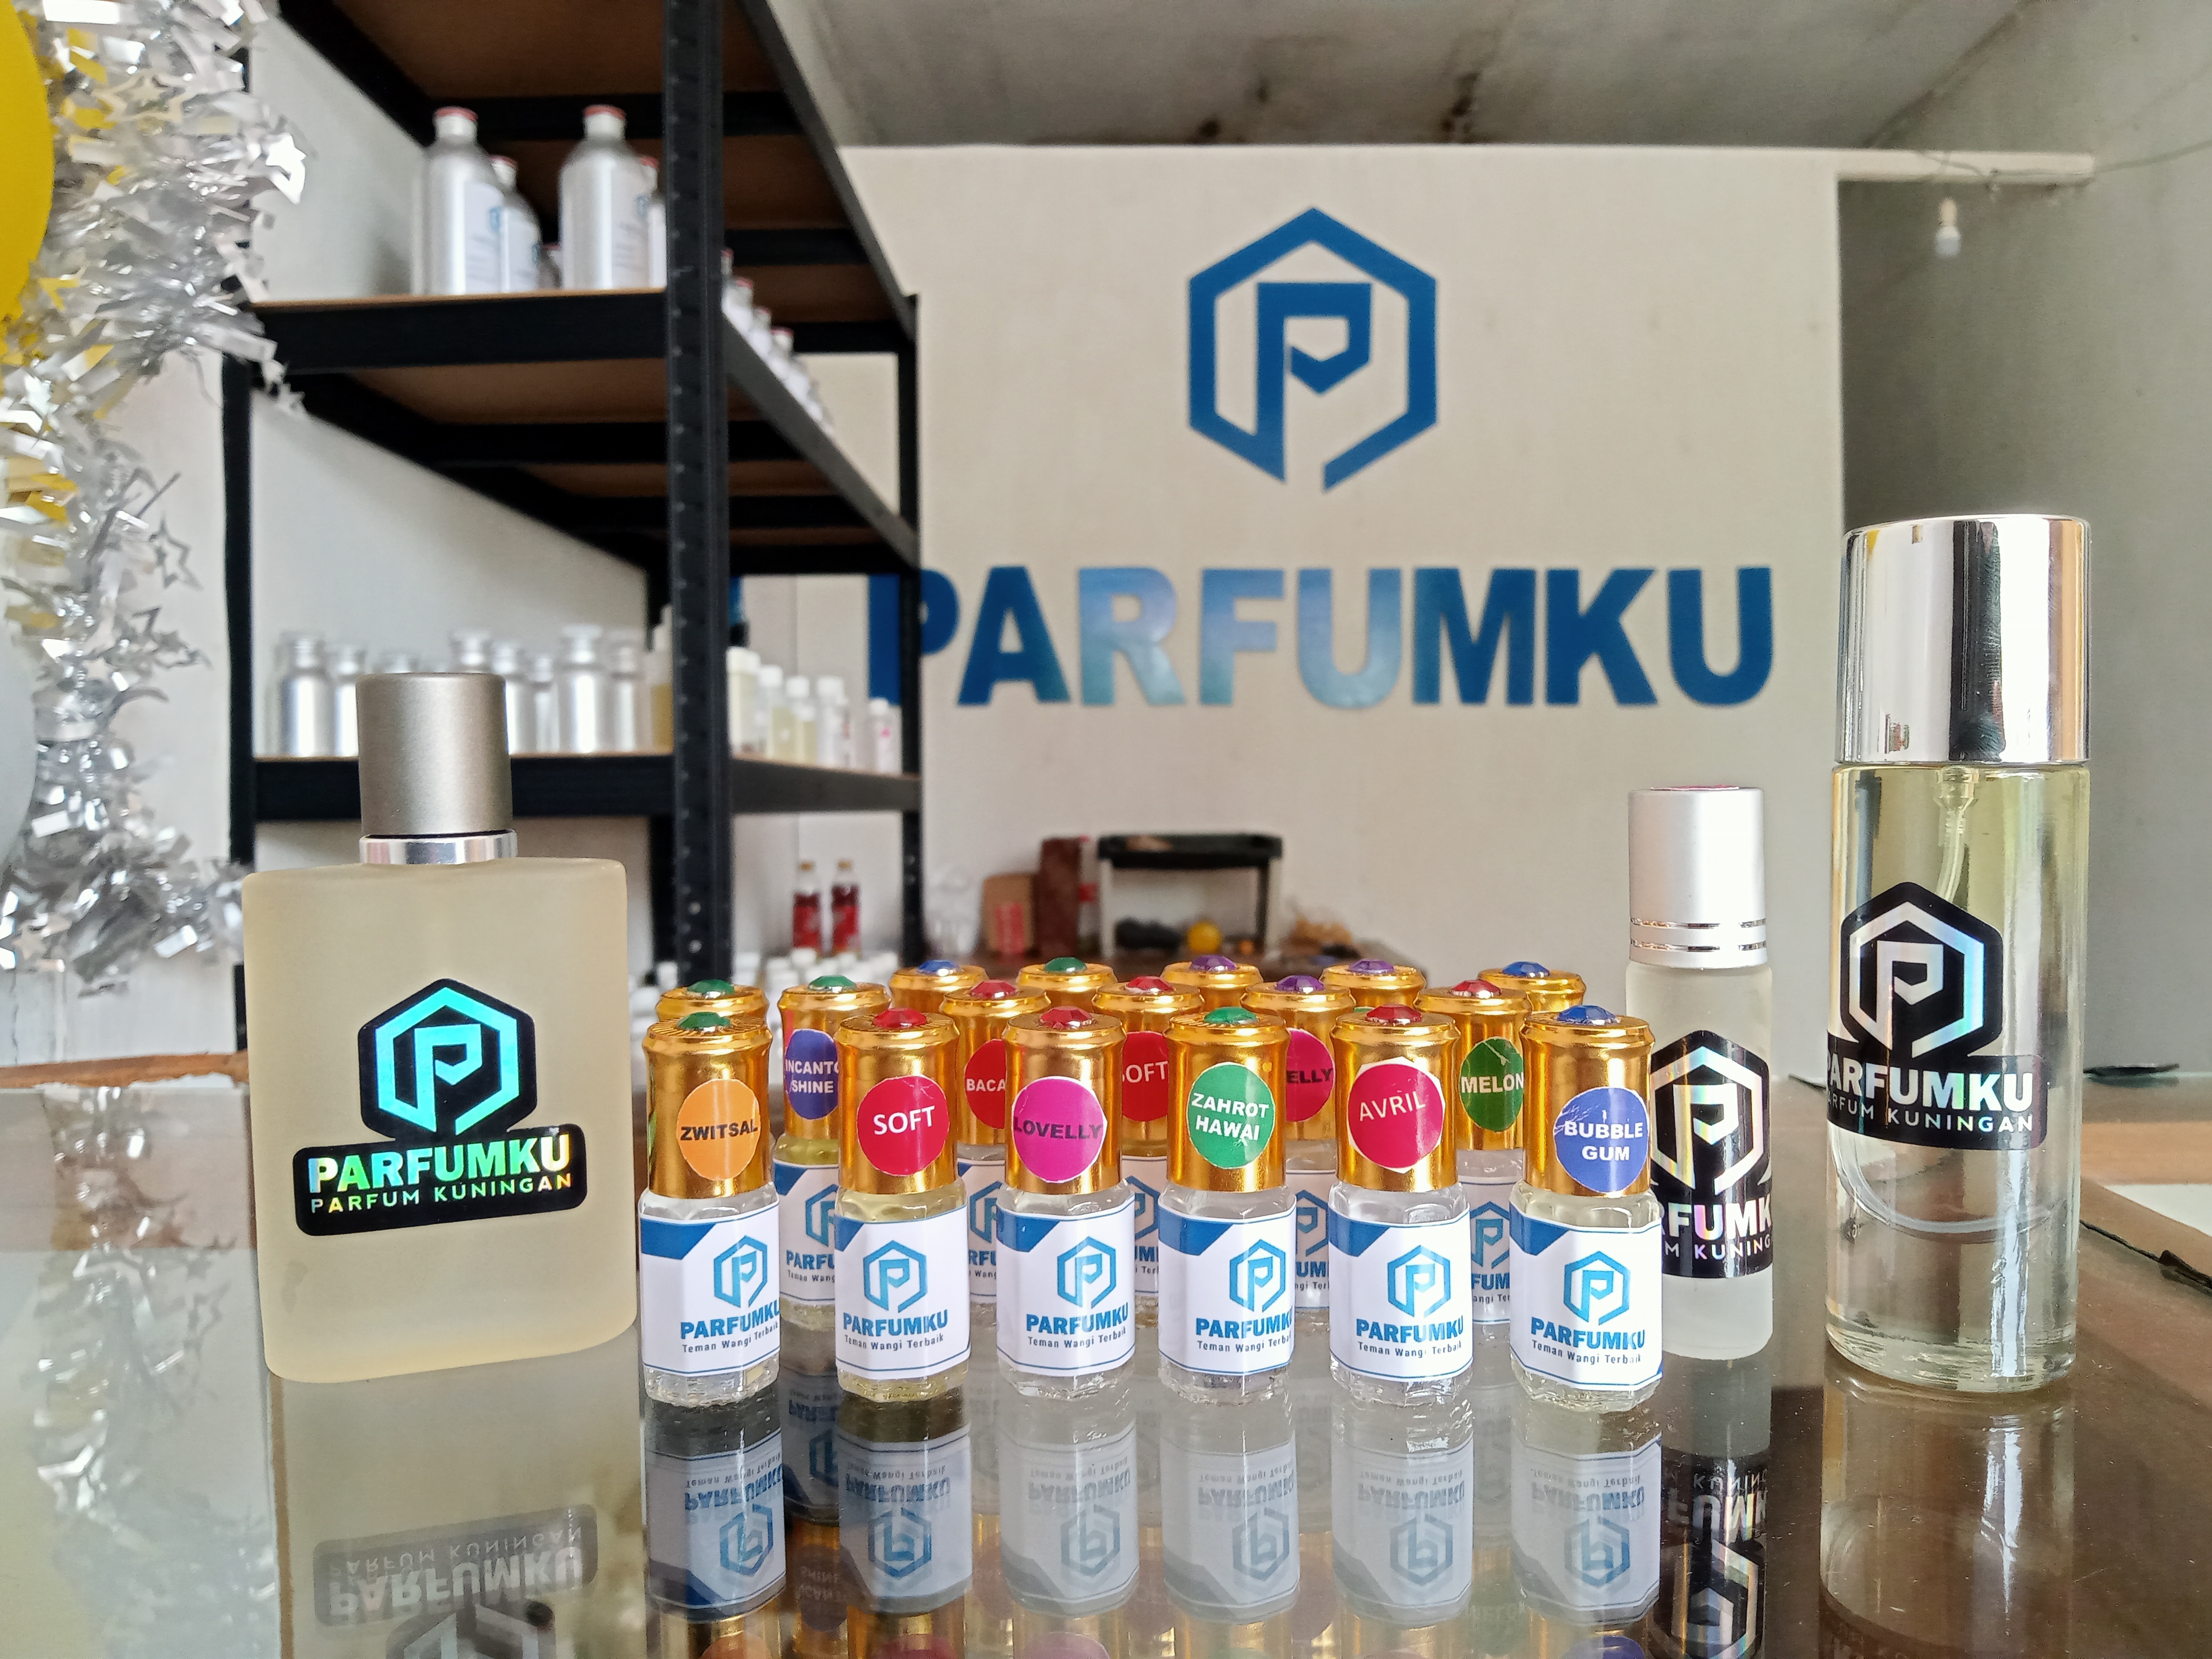 P
PARFUMKU
P
PARFUMKU
PARFUM KUNINGAN
ZWITSAL
INCANTO
SHINE
SOFT
LOVELLY
SOFT
ZAHROT
HAWAI
AVRIL
MELON
BUBBLE
GUM
PARFUMKU
Teman Wangi Terbaik
PARFUMKU
Teman Wangi Terbaik
PARFUMKU
Teman Wangi Terbaik
PARFUMKU
Teman Wangi Terbaik
PARFUMKU
Teman Wangi Terbaik
PARFUMKU
Teman Wangi Terbaik
P
P
PARFUMKU
PARFUM KUNINGAN